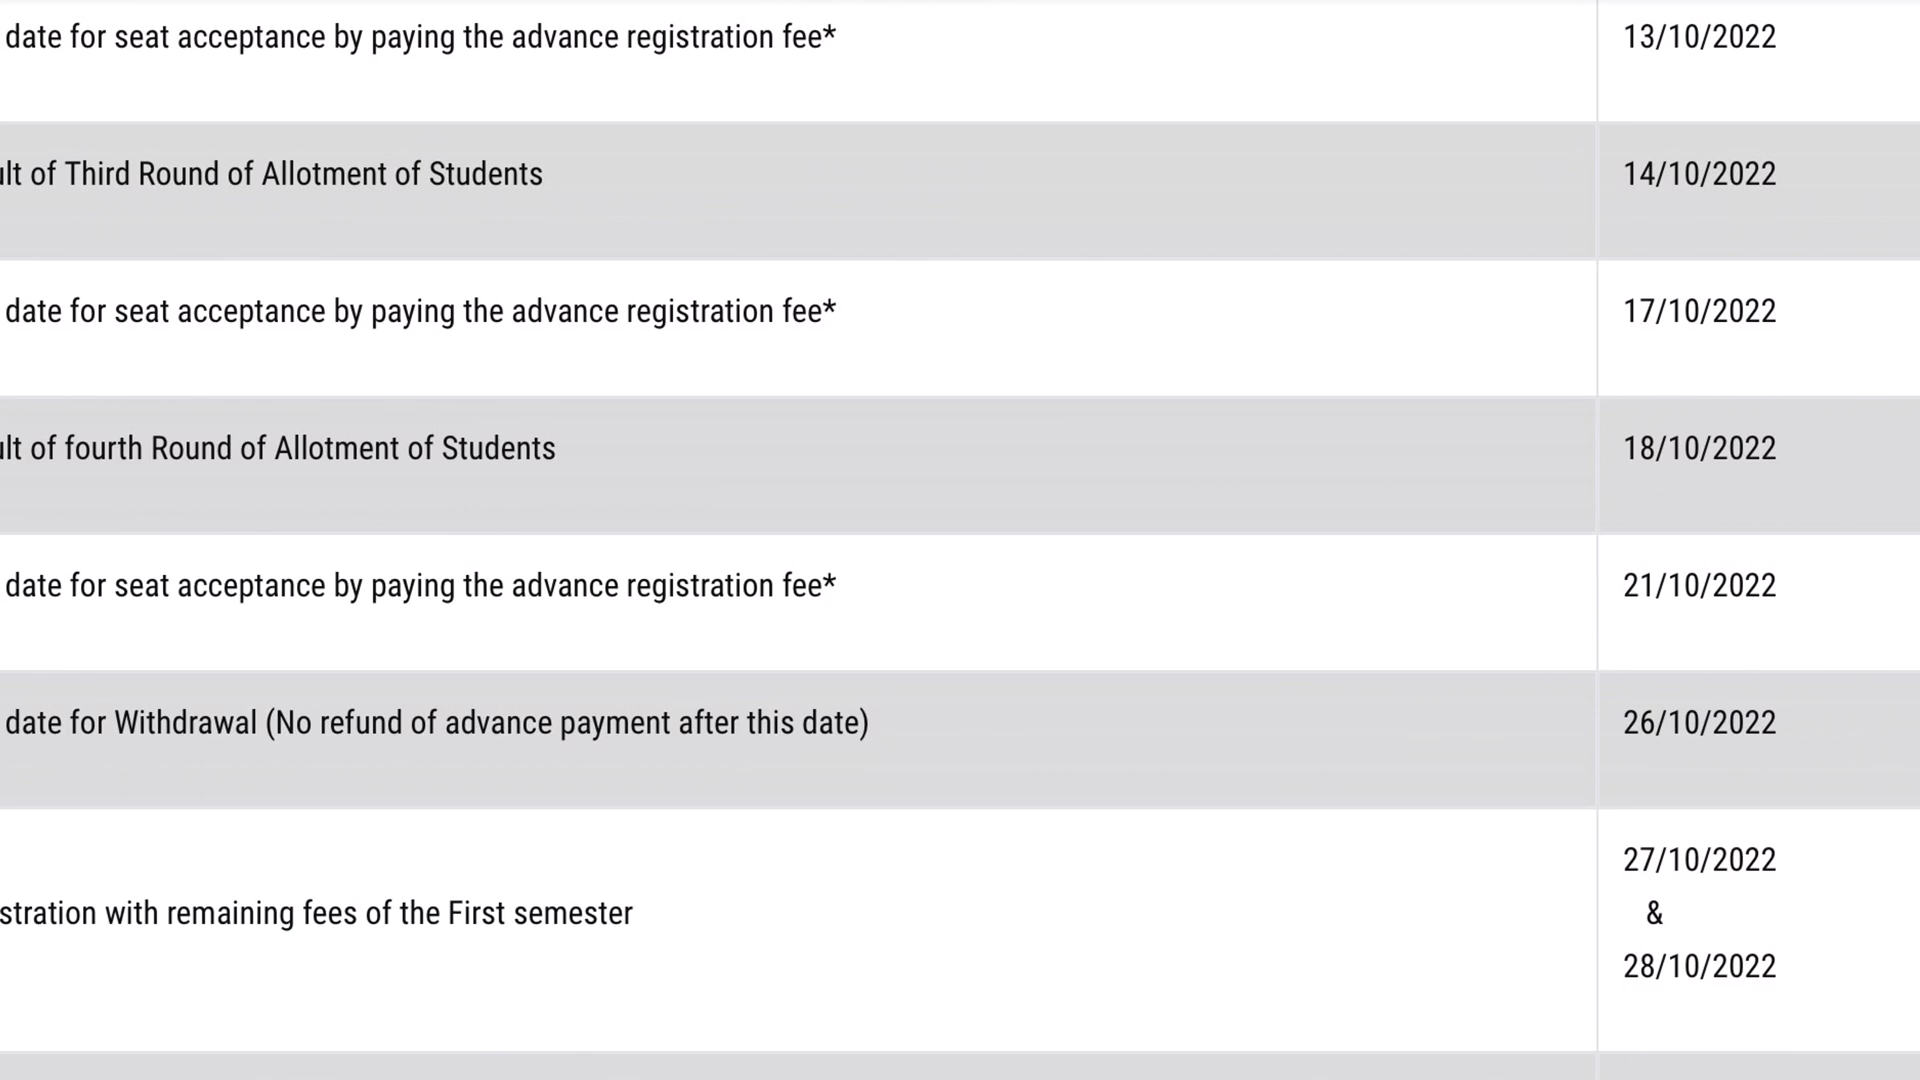 date for seat acceptance by paying the advance registration fee* 13/10/2022
ult of Third Round of Allotment of Students 14/10/2022
date for seat acceptance by paying the advance registration fee* 17/10/2022
ult of fourth Round of Allotment of Students 18/10/2022
date for seat acceptance by paying the advance registration fee* 21/10/2022
date for Withdrawal (No refund of advance payment after this date) 26/10/2022
stration with remaining fees of the First semester
27/10/2022
&
28/10/2022